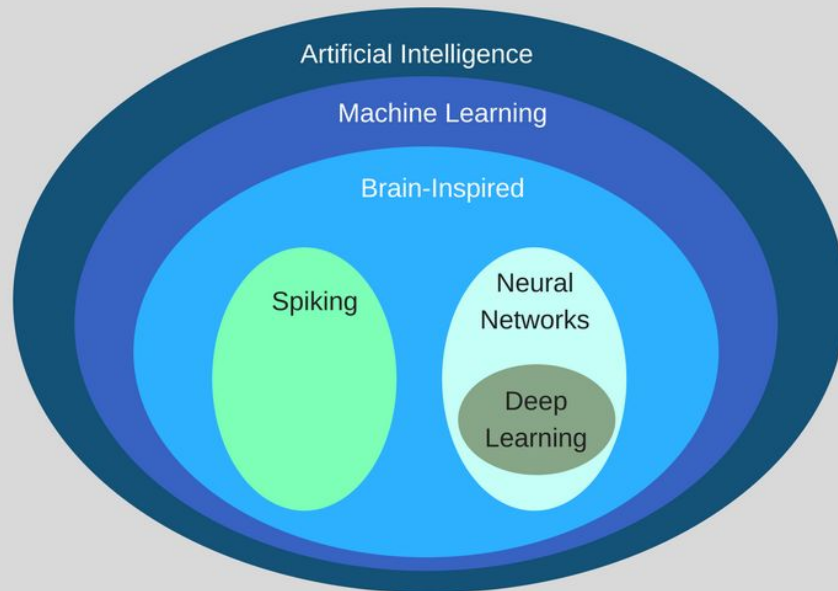 Artificial Intelligence
Machine Learning
Brain-Inspired
Spiking
Neural
Networks
Deep
Learning